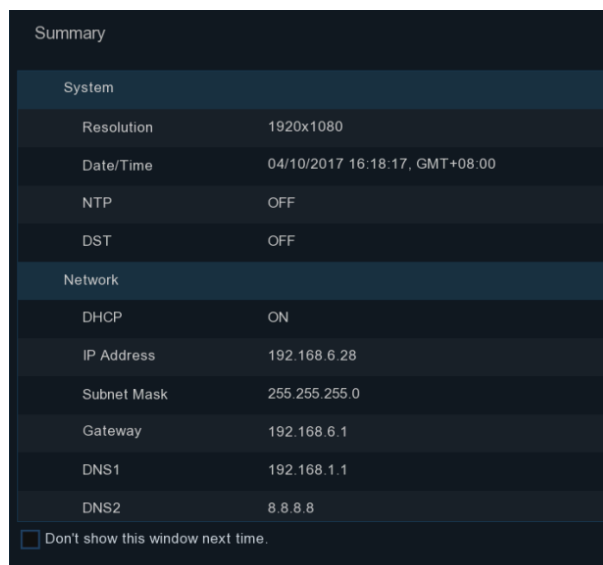 Summary
System
Resolution 1920x1080
Date/Time 04/10/2017 16:18:17, GMT+08:00
NTP OFF
DST OFF
Network
DHCP ON
IP Address 192.168.6.28
Subnet Mask 255.255.255.0
Gateway 192.168.6.1
DNS1 192.168.1.1
DNS2 8.8.8.8
Don't show this window next time.